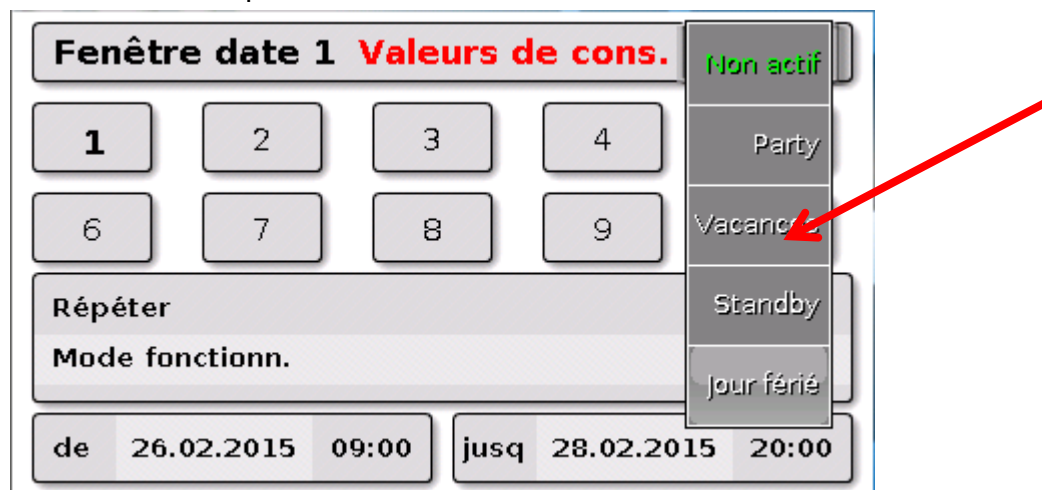 Fenêtre date 1 Valeurs de cons.
Non actif
1 2 3 4
Party
6 7 8 9
Vacances
Répéter
Standby
Mode fonctionn.
Jour férié
de 26.02.2015 09:00 jusq 28.02.2015 20:00